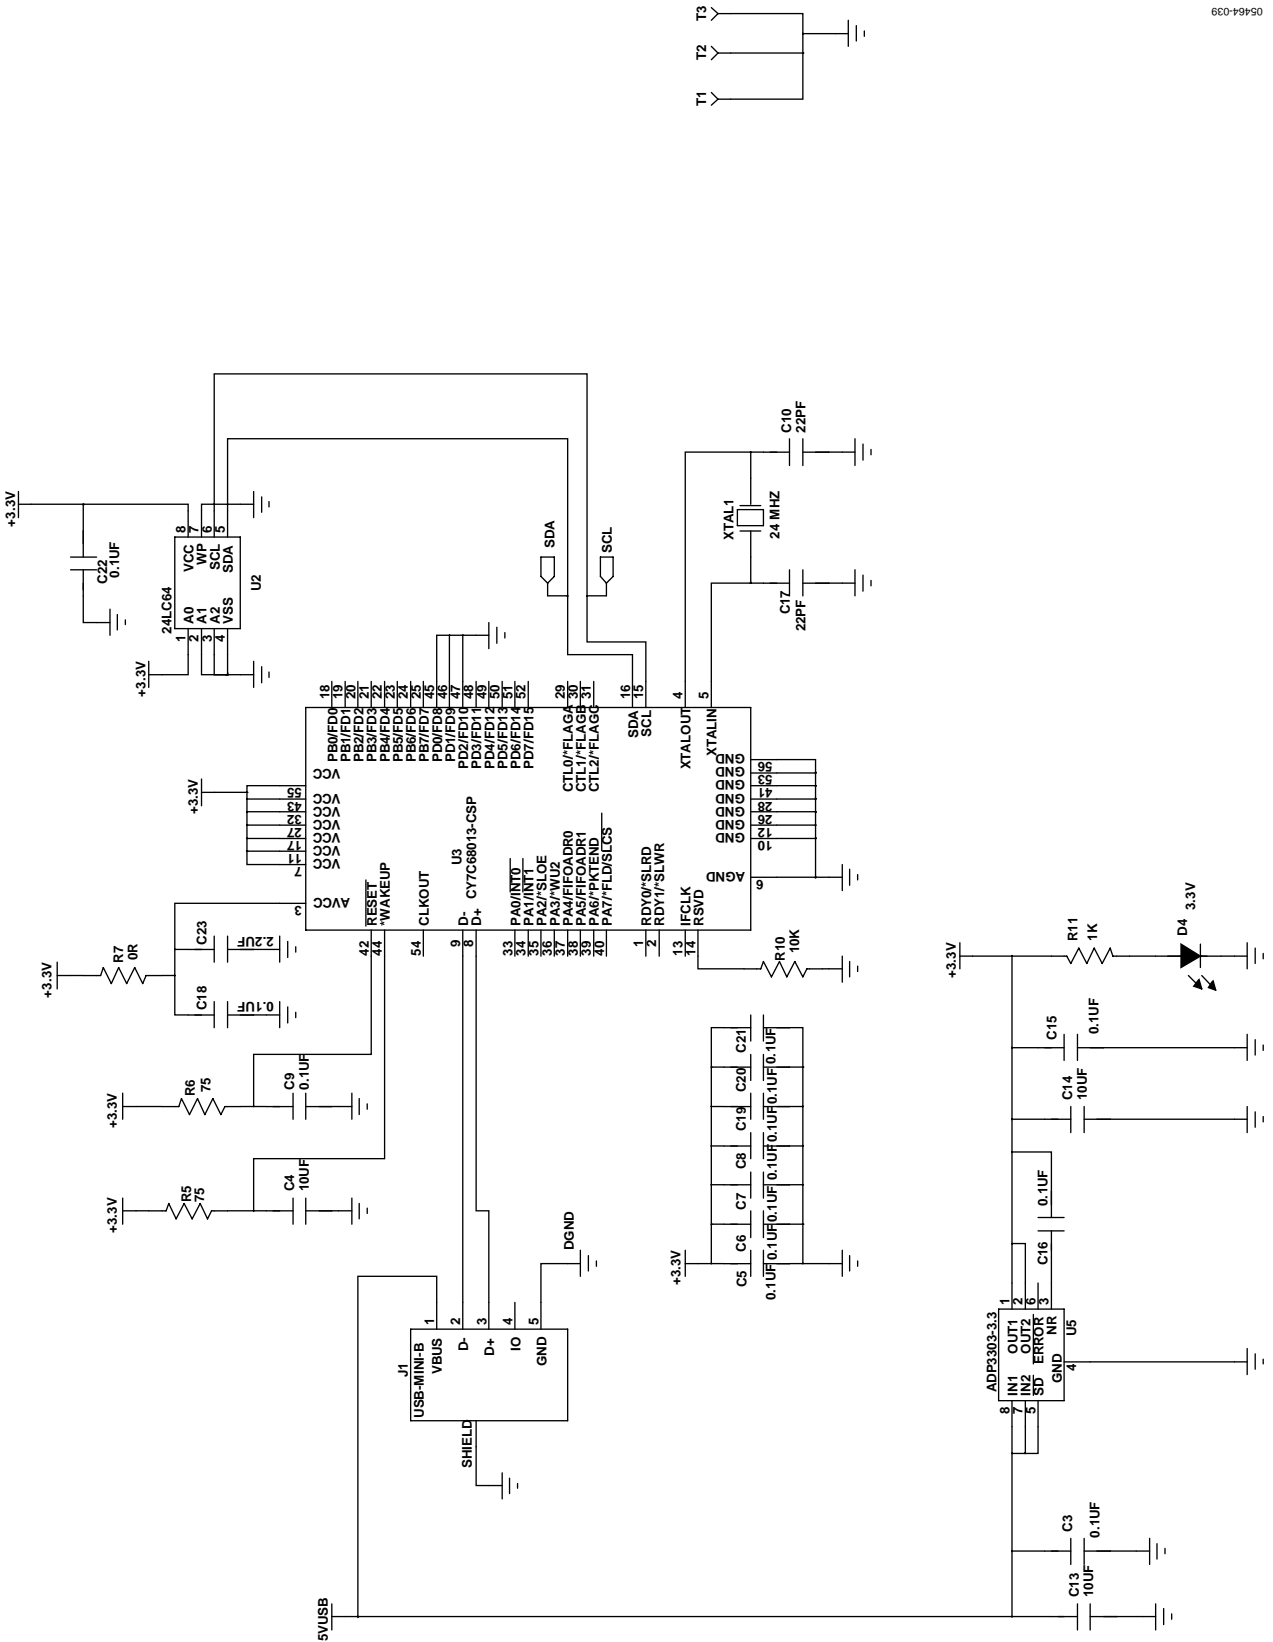 05464-039
T3
T2
T1
+3.3V
C22
0.1UF
24LC64
8 VCC
7 WP
6 SCL
5 SDA
1 A0
2 A1
3 A2
4 VSS
U2
+3.3V
SDA
SCL
C10
22PF
XTAL1
24 MHZ
C17
22PF
18 PB0/FD0
19 PB1/FD1
20 PB2/FD2
21 PB3/FD3
22 PB4/FD4
23 PB5/FD5
24 PB6/FD6
25 PB7/FD7
45 PD0/FD8
46 PD1/FD9
47 PD2/FD10
48 PD3/FD11
49 PD4/FD12
50 PD5/FD13
51 PD6/FD14
52 PD7/FD15
29 CTL0/*FLAGA
30 CTL1/*FLAGB
31 CTL2/*FLAGC
16 SDA
15 SCL
4 XTALOUT
5 XTALIN
+3.3V
VCC 55
VCC 43
VCC 32
VCC 27
VCC 17
VCC 11
VCC 7
AVCC 3
U3
CY7C68013-CSP
GND 56
GND 53
GND 41
GND 28
GND 26
GND 12
GND 10
AGND 6
42 RESET
44 *WAKEUP
54 CLKOUT
9 D-
8 D+
33 PA0/INT0
34 PA1/INT1
35 PA2/*SLOE
36 PA3/*WU2
37 PA4/FIFOADR0
38 PA5/FIFOADR1
39 PA6/*PKTEND
40 PA7/*FLD/SLCS
1 RDY0/*SLRD
2 RDY1/*SLWR
13 IFCLK
14 RSVD
+3.3V
R7
0R
C23
2.2UF
C18
0.1UF
+3.3V
R6
75
C9
0.1UF
+3.3V
R5
75
C4
10UF
R10
10K
+3.3V
C21 0.1UF
C20 0.1UF
C19 0.1UF
C8 0.1UF
C7 0.1UF
C6 0.1UF
C5 0.1UF
DGND
J1
USB-MINI-B
VBUS 1
D- 2
D+ 3
IO 4
GND 5
SHIELD
5VUSB
+3.3V
R11
1K
D4
3.3V
C15
0.1UF
C14
10UF
C16
0.1UF
ADP3303-3.3
1 OUT1
2 OUT2
6 ERROR
3 NR
8 IN1
7 IN2
5 SD
GND
4
U5
C3
0.1UF
C13
10UF